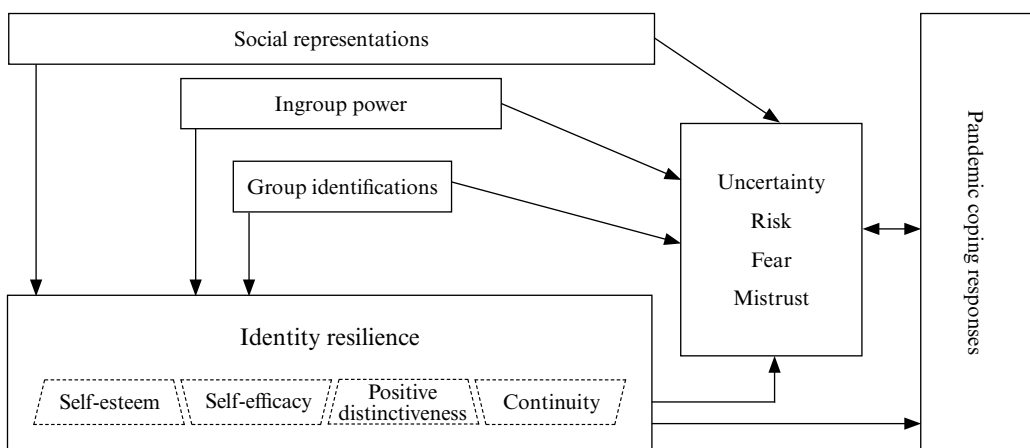 Social representations
Ingroup power
Group identifications
Uncertainty
Risk
Fear
Mistrust
Pandemic coping responses
Identity resilience
Self-esteem
Self-efficacy
Positive
distinctiveness
Continuity